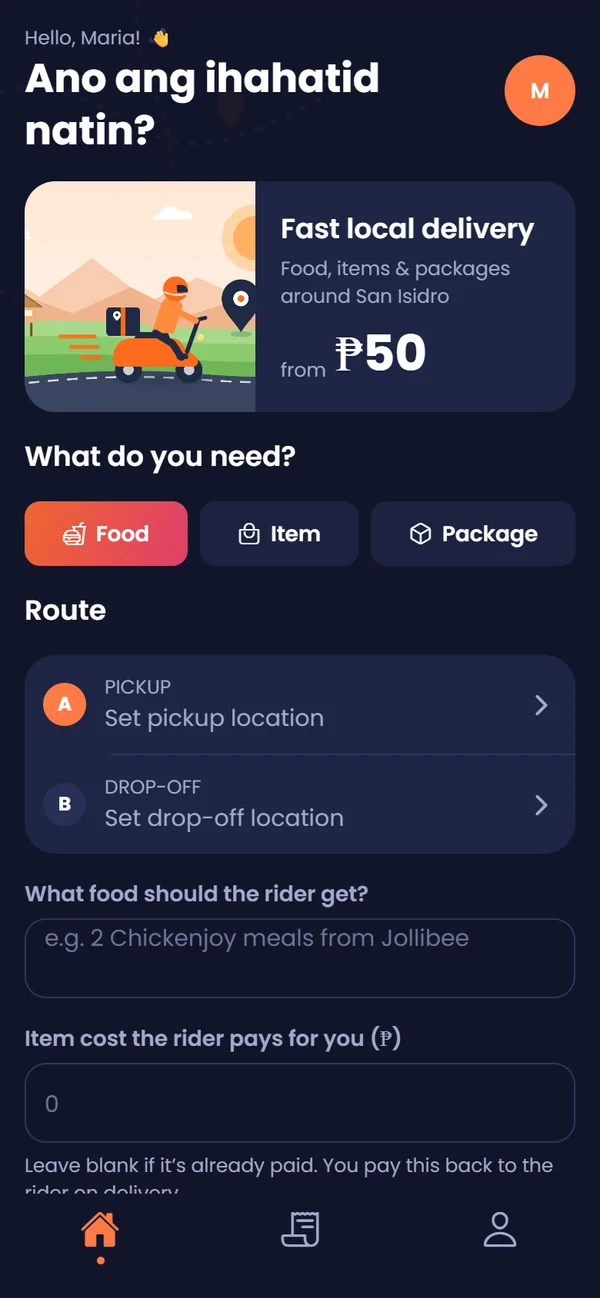 Hello, Maria! 👋
Ano ang ihahatid
natin?
M
Fast local delivery
Food, items & packages
around San Isidro
from ₱50
What do you need?
Food
Item
Package
Route
A
PICKUP
Set pickup location
B
DROP-OFF
Set drop-off location
What food should the rider get?
e.g. 2 Chickenjoy meals from Jollibee
Item cost the rider pays for you (₱)
0
Leave blank if it’s already paid. You pay this back to the
rider on delivery